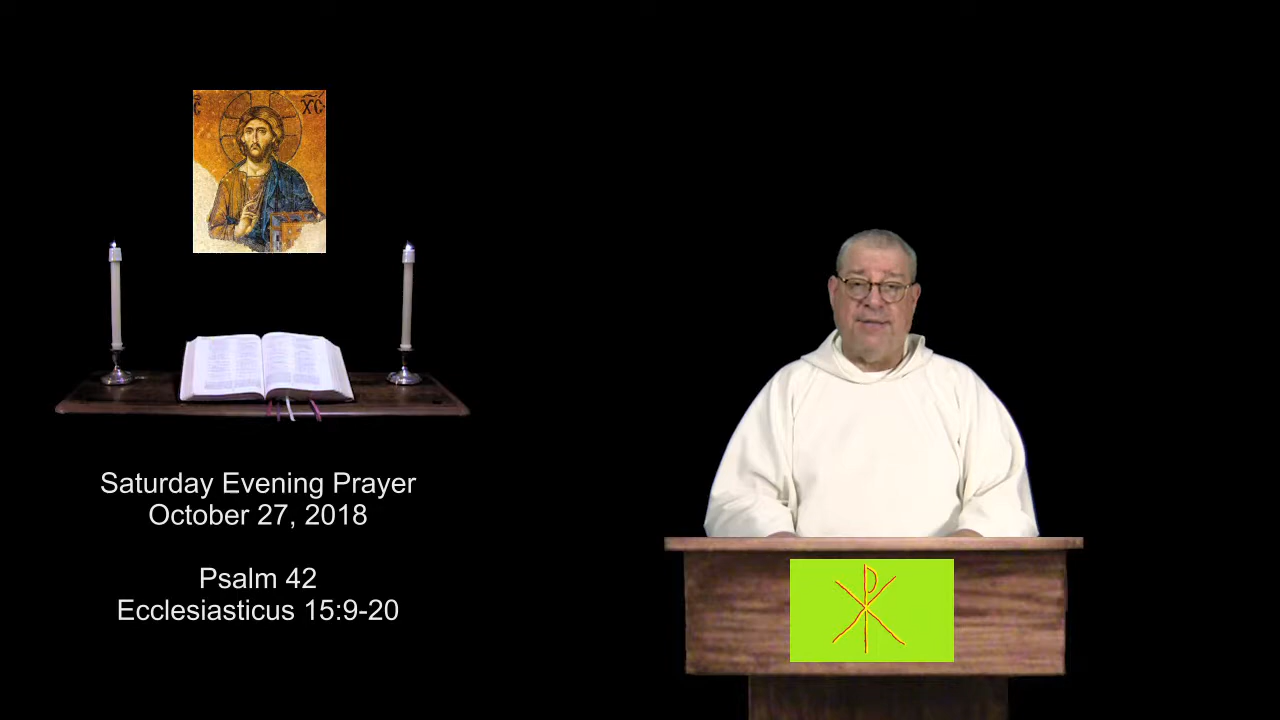 Saturday Evening Prayer
October 27, 2018
Psalm 42
Ecclesiasticus 15:9-20